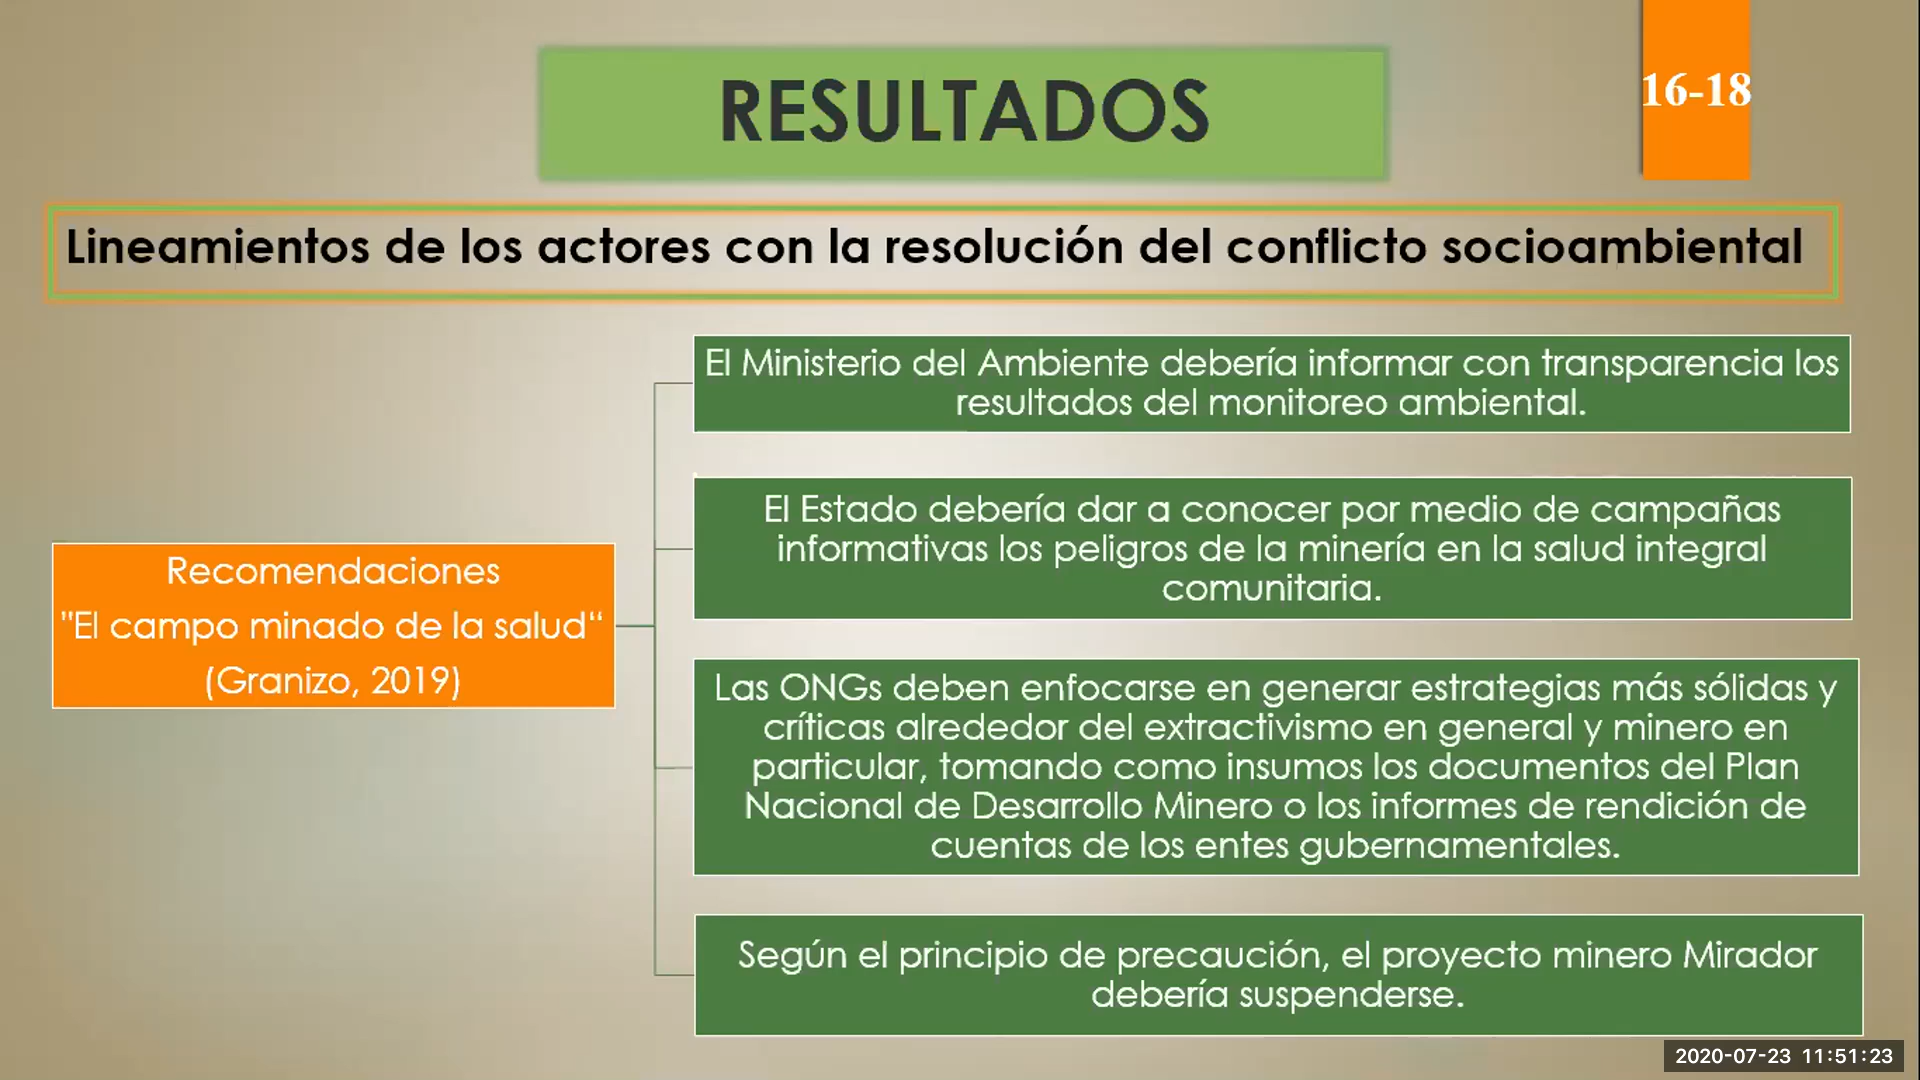 RESULTADOS
16-18
Lineamientos de los actores con la resolución del conflicto socioambiental
Recomendaciones
"El campo minado de la salud“
(Granizo, 2019)
El Ministerio del Ambiente debería informar con transparencia los
resultados del monitoreo ambiental.
El Estado debería dar a conocer por medio de campañas
informativas los peligros de la minería en la salud integral
comunitaria.
Las ONGs deben enfocarse en generar estrategias más sólidas y
críticas alrededor del extractivismo en general y minero en
particular, tomando como insumos los documentos del Plan
Nacional de Desarrollo Minero o los informes de rendición de
cuentas de los entes gubernamentales.
Según el principio de precaución, el proyecto minero Mirador
debería suspenderse.
2020-07-23 11:51:23